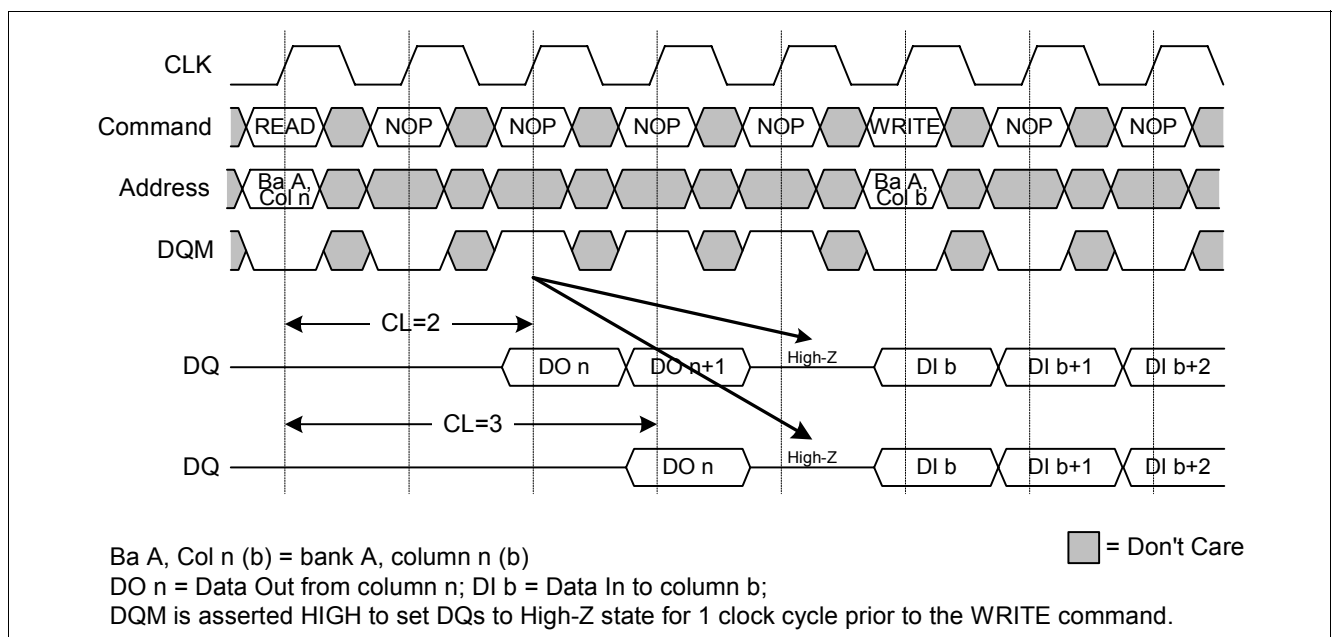 CLK
Command READ NOP NOP NOP NOP WRITE NOP NOP
Address Ba A, Ba A,
Col n Col b
DQM
CL=2
DQ DO n DO n+1 High-Z DI b DI b+1 DI b+2
CL=3
DQ DO n High-Z DI b DI b+1 DI b+2
Ba A, Col n (b) = bank A, column n (b)
= Don't Care
DO n = Data Out from column n; DI b = Data In to column b;
DQM is asserted HIGH to set DQs to High-Z state for 1 clock cycle prior to the WRITE command.